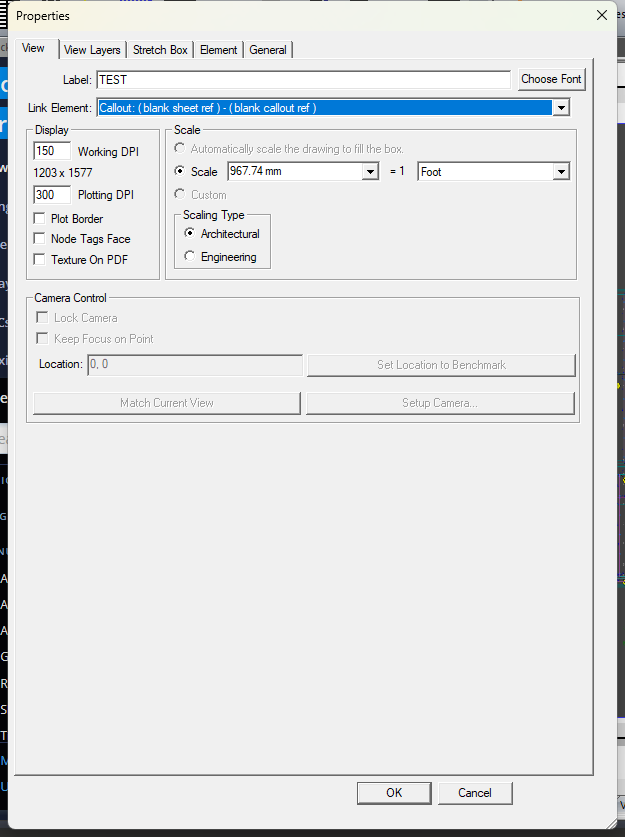 Properties
View
View Layers
Stretch Box
Element
General
Label:
TEST
Choose Font
Link Element:
Callout: ( blank sheet ref ) - ( blank callout ref )
Display
150
Working DPI
1203 x 1577
300
Plotting DPI
Plot Border
Node Tags Face
Texture On PDF
Scale
Automatically scale the drawing to fill the box.
Scale
967.74 mm
= 1
Foot
Custom
Scaling Type
Architectural
Engineering
Camera Control
Lock Camera
Keep Focus on Point
Location:
0, 0
Set Location to Benchmark
Match Current View
Setup Camera...
OK
Cancel